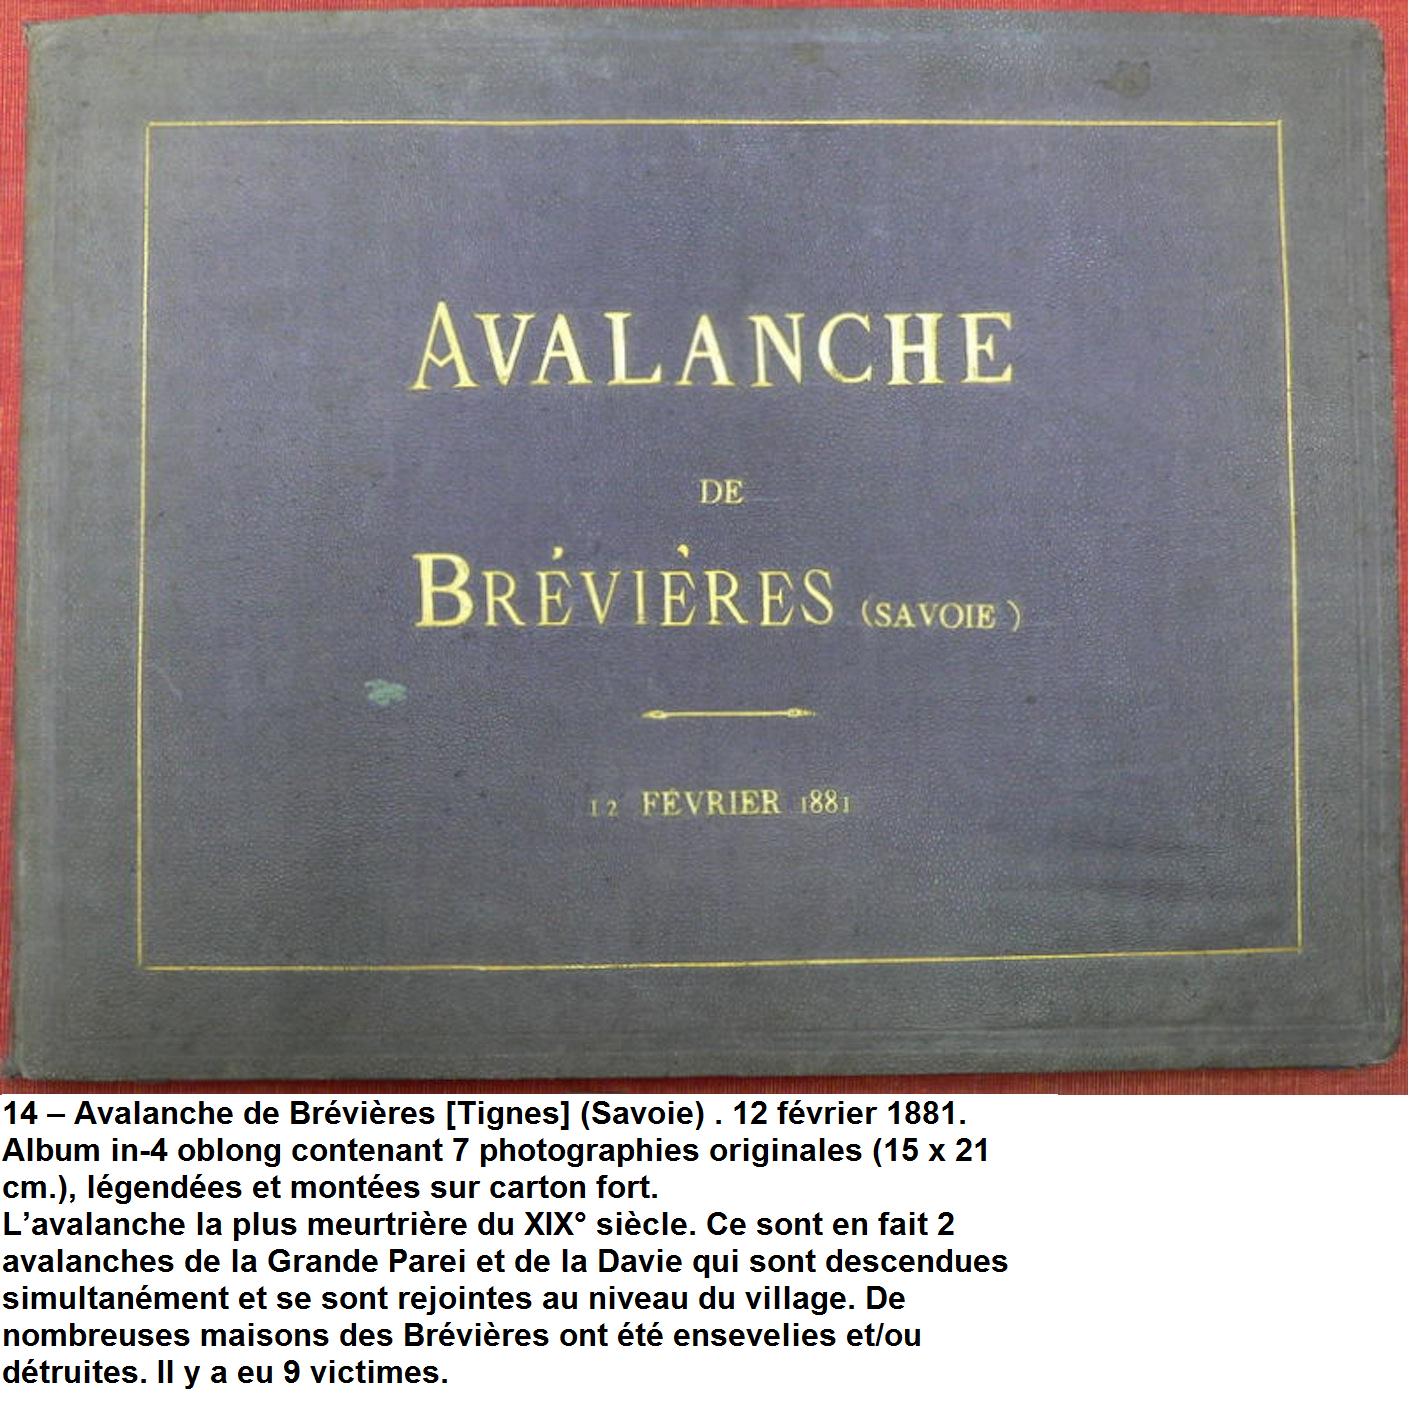 AVALANCHE
DE
BRÉVIÈRES (SAVOIE)
12 FÉVRIER 1881
14 – Avalanche de Brévières [Tignes] (Savoie) . 12 février 1881.
Album in-4 oblong contenant 7 photographies originales (15 x 21
cm.), légendées et montées sur carton fort.
L’avalanche la plus meurtrière du XIX° siècle. Ce sont en fait 2
avalanches de la Grande Parei et de la Davie qui sont descendues
simultanément et se sont rejointes au niveau du village. De
nombreuses maisons des Brévières ont été ensevelies et/ou
détruites. Il y a eu 9 victimes.